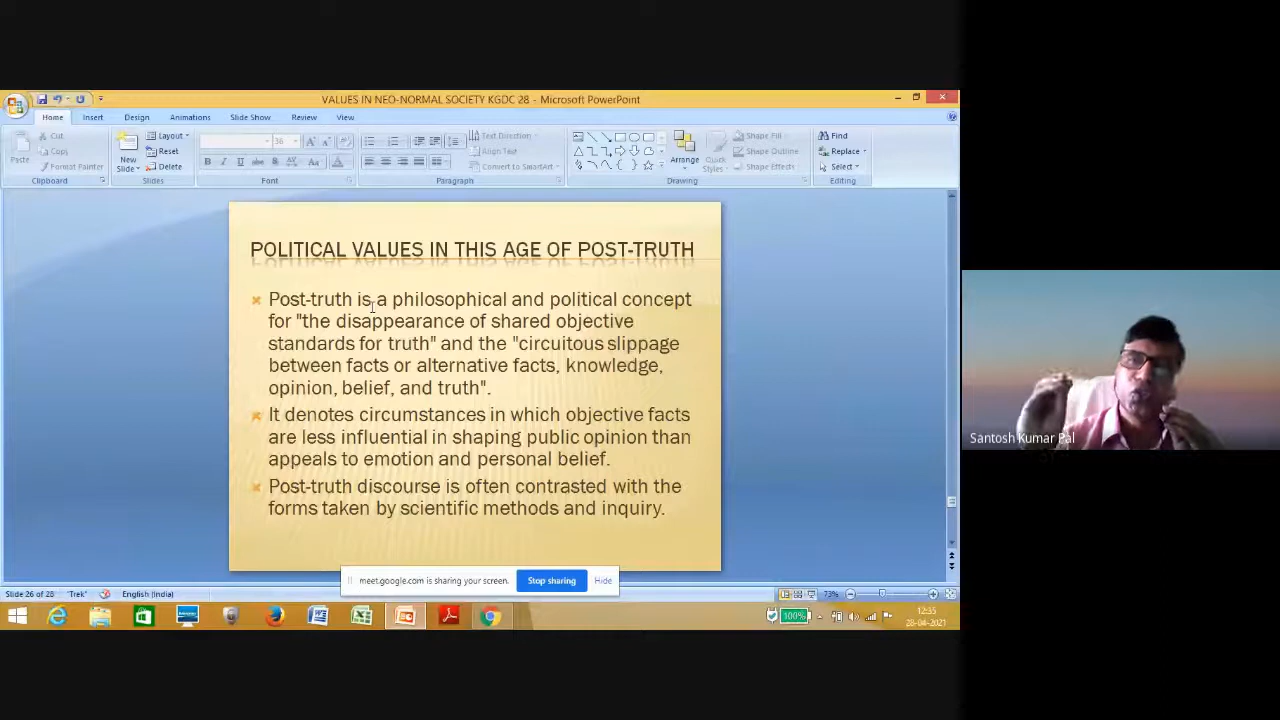 VALUES IN NEO-NORMAL SOCIETY KGDC 28 - Microsoft PowerPoint
Home Insert Design Animations Slide Show Review View
Paste
Cut
Copy
Format Painter
Clipboard
New Slide
Layout
Reset
Delete
Slides
36
Font
Text Direction
Align Text
Convert to SmartArt
Paragraph
Arrange
Quick Styles
Shape Fill
Shape Outline
Shape Effects
Drawing
Find
Replace
Select
Editing
POLITICAL VALUES IN THIS AGE OF POST-TRUTH
Post-truth is a philosophical and political concept
for "the disappearance of shared objective
standards for truth" and the "circuitous slippage
between facts or alternative facts, knowledge,
opinion, belief, and truth".
It denotes circumstances in which objective facts
are less influential in shaping public opinion than
appeals to emotion and personal belief.
Post-truth discourse is often contrasted with the
forms taken by scientific methods and inquiry.
Santosh Kumar Pal
meet.google.com is sharing your screen. Stop sharing Hide
Slide 26 of 28 "Trek" English (India) 73%
100% 12:35
28-04-2021